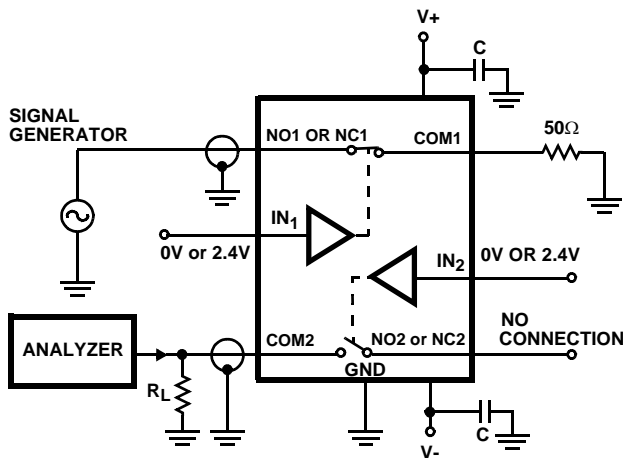 V+
C
SIGNAL
GENERATOR
NO1 OR NC1
COM1
50Ω
IN1
0V or 2.4V
IN2
0V OR 2.4V
ANALYZER
COM2
NO2 or NC2
NO
CONNECTION
RL
GND
C
V-